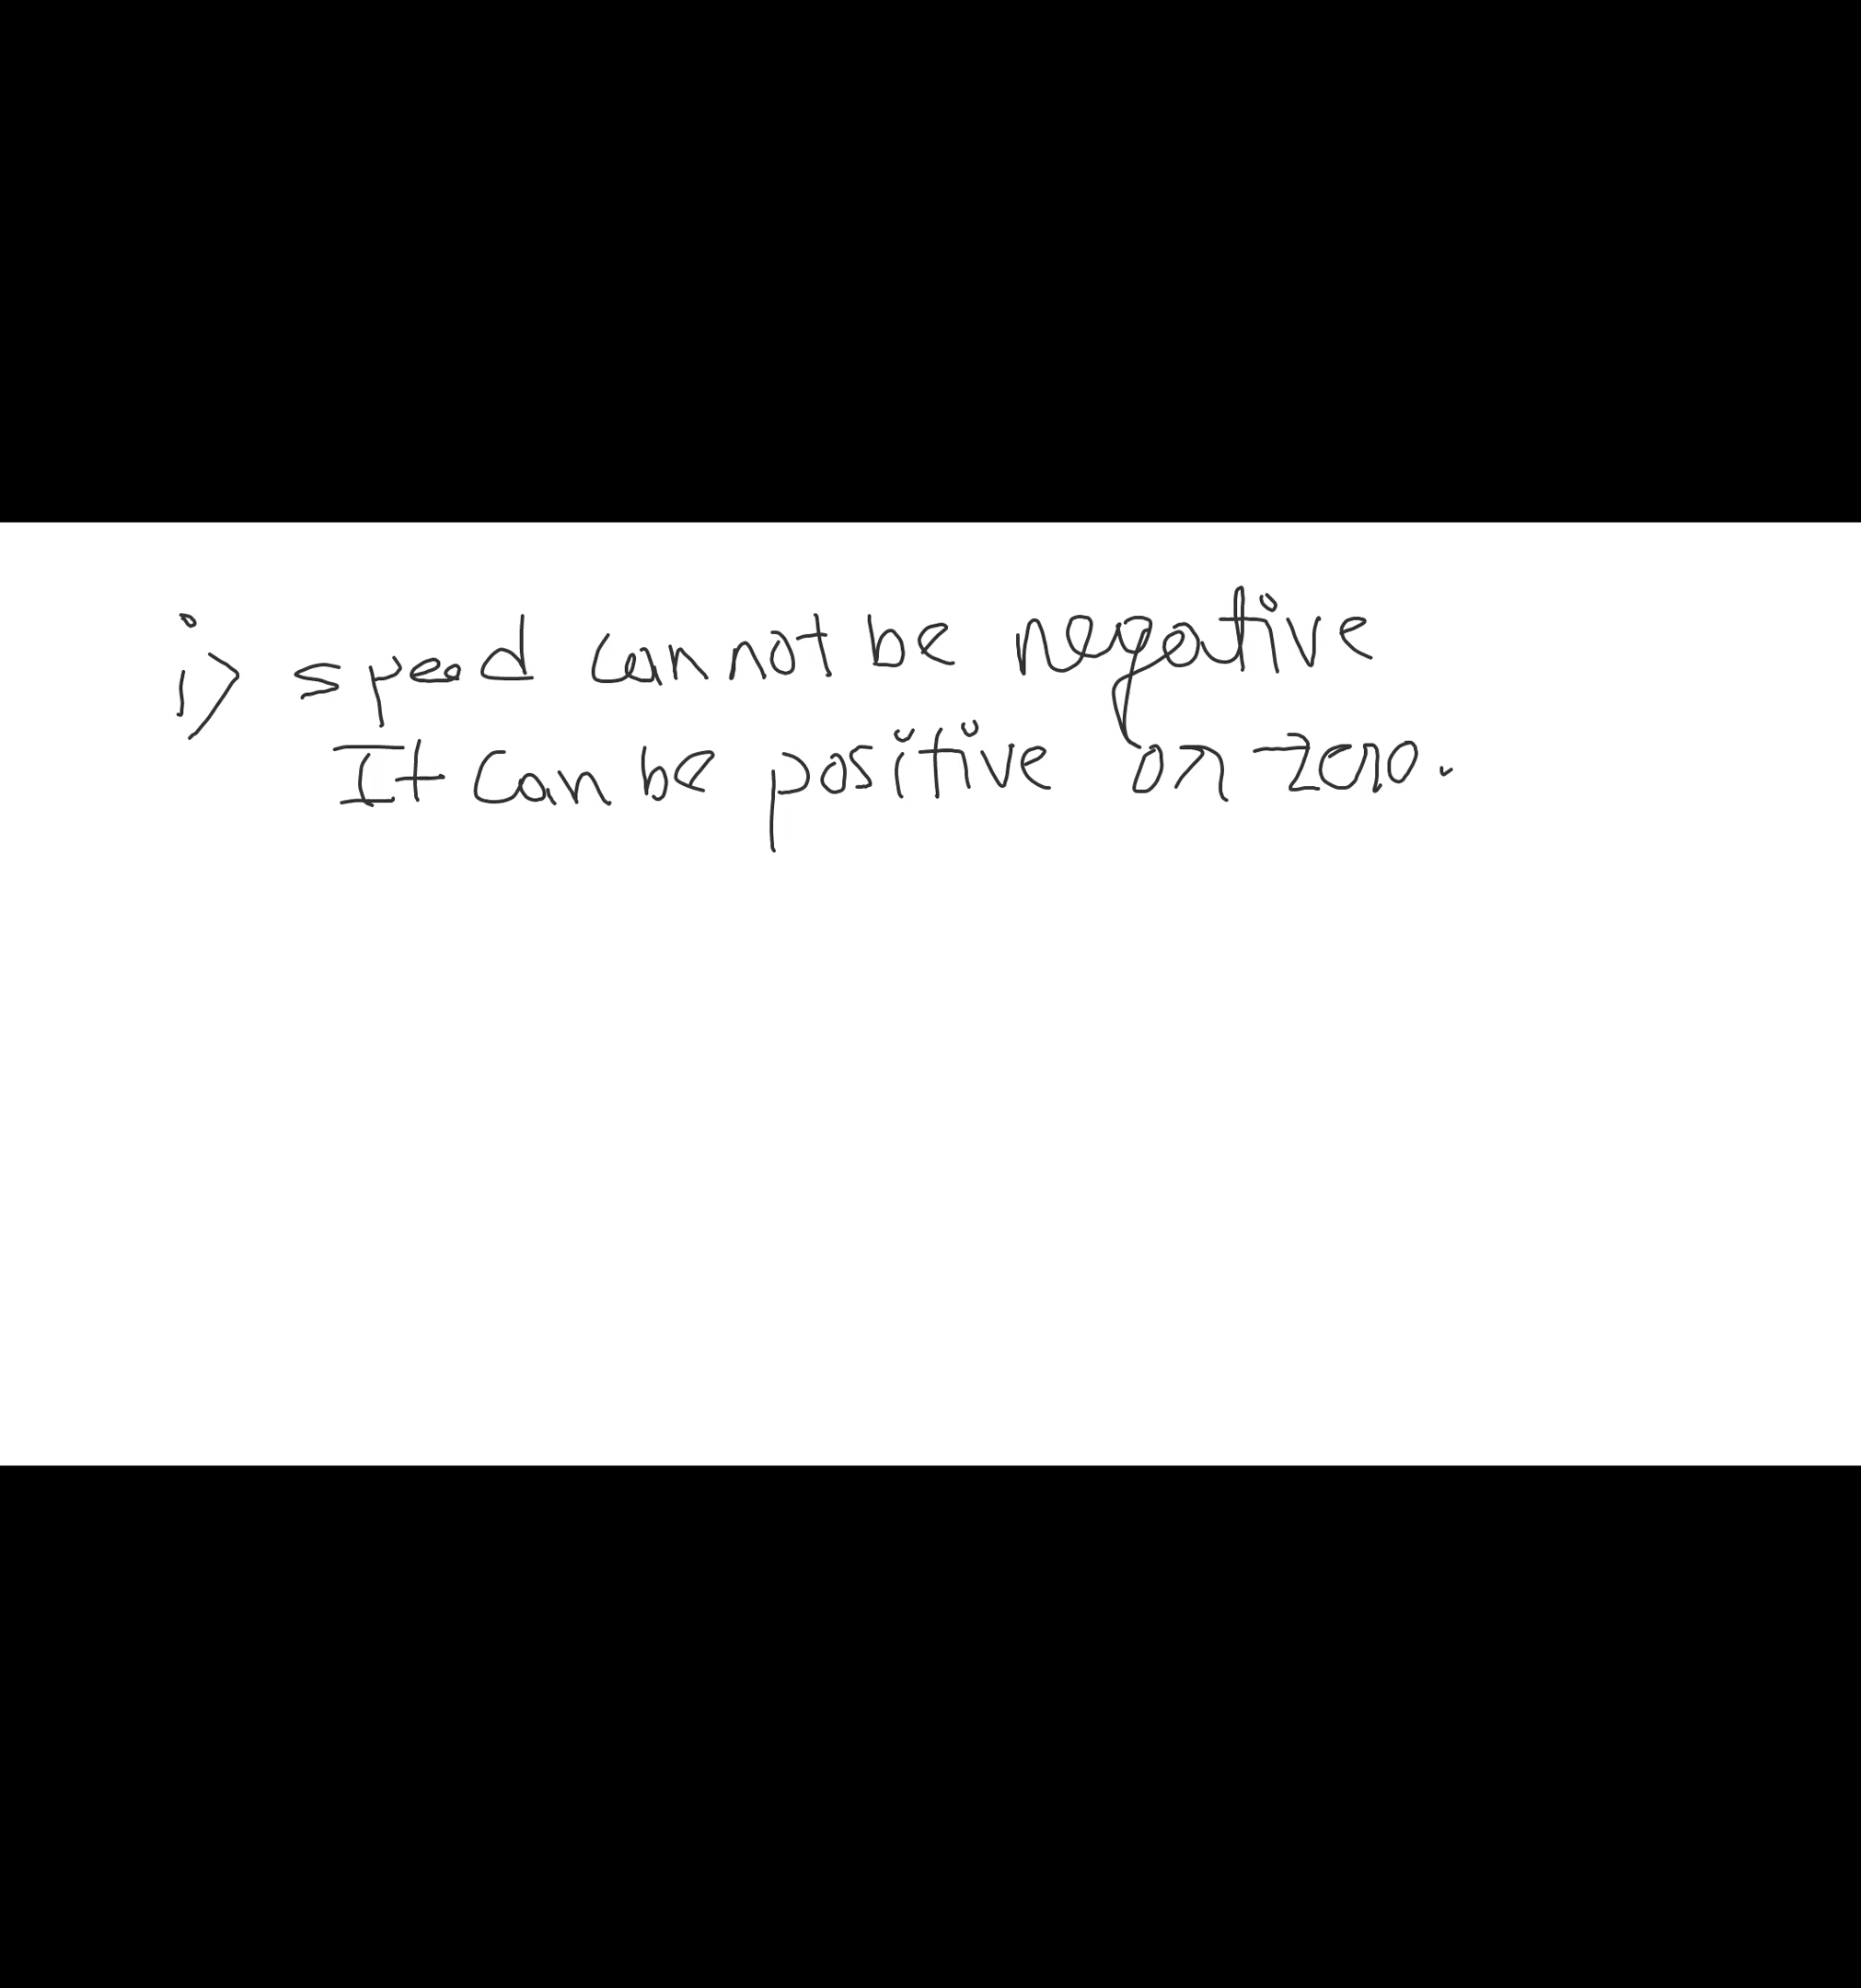 i) speed cannot be negative
It can be positive or zero.